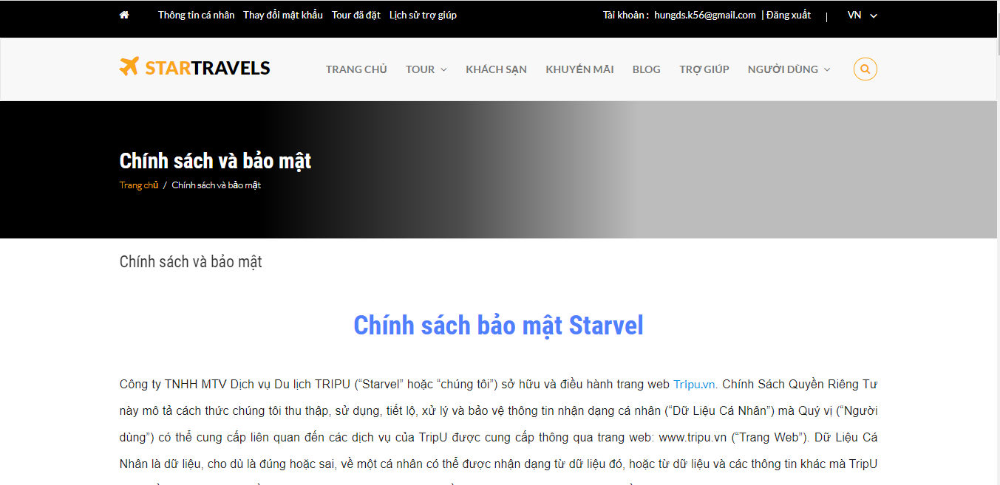 Thông tin cá nhân Thay đổi mật khẩu Tour đã đặt Lịch sử trợ giúp Tài khoản : hungds.k56@gmail.com | Đăng xuất | VN
STARTRAVELS TRANG CHỦ TOUR KHÁCH SẠN KHUYẾN MÃI BLOG TRỢ GIÚP NGƯỜI DÙNG
Chính sách và bảo mật
Trang chủ / Chính sách và bảo mật
Chính sách và bảo mật
Chính sách bảo mật Starvel
Công ty TNHH MTV Dịch vụ Du lịch TRIPU (“Starvel” hoặc “chúng tôi”) sở hữu và điều hành trang web Tripu.vn. Chính Sách Quyền Riêng Tư
này mô tả cách thức chúng tôi thu thập, sử dụng, tiết lộ, xử lý và bảo vệ thông tin nhận dạng cá nhân (“Dữ Liệu Cá Nhân”) mà Quý vị (“Người
dùng”) có thể cung cấp liên quan đến các dịch vụ của TripU được cung cấp thông qua trang web: www.tripu.vn (“Trang Web”). Dữ Liệu Cá
Nhân là dữ liệu, cho dù là đúng hoặc sai, về một cá nhân có thể được nhận dạng từ dữ liệu đó, hoặc từ dữ liệu và các thông tin khác mà TripU